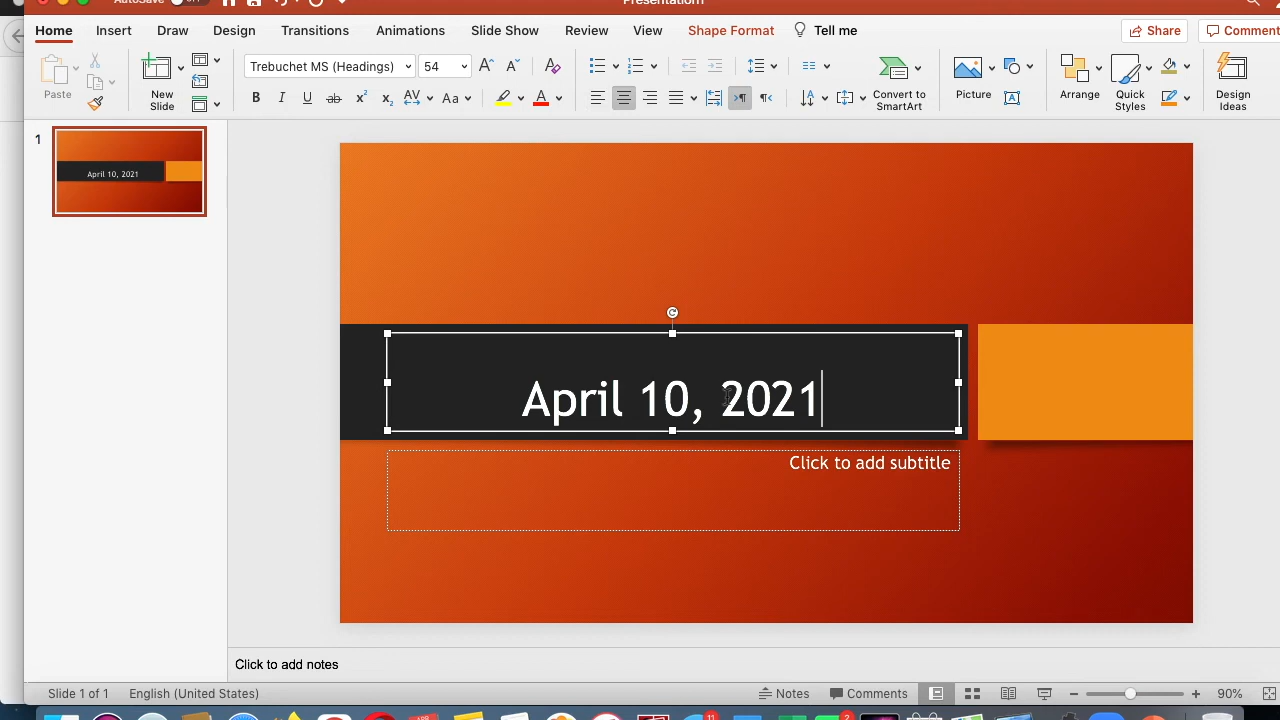 AutoSave
Presentation1
Home Insert Draw Design Transitions Animations Slide Show Review View Shape Format Tell me Share Comment
Paste
New
Slide
Trebuchet MS (Headings) 54
Convert to
SmartArt
Picture
Arrange
Quick
Styles
Design
Ideas
1
April 10, 2021
April 10, 2021
Click to add subtitle
Click to add notes
Slide 1 of 1 English (United States) Notes Comments 90%
11
2